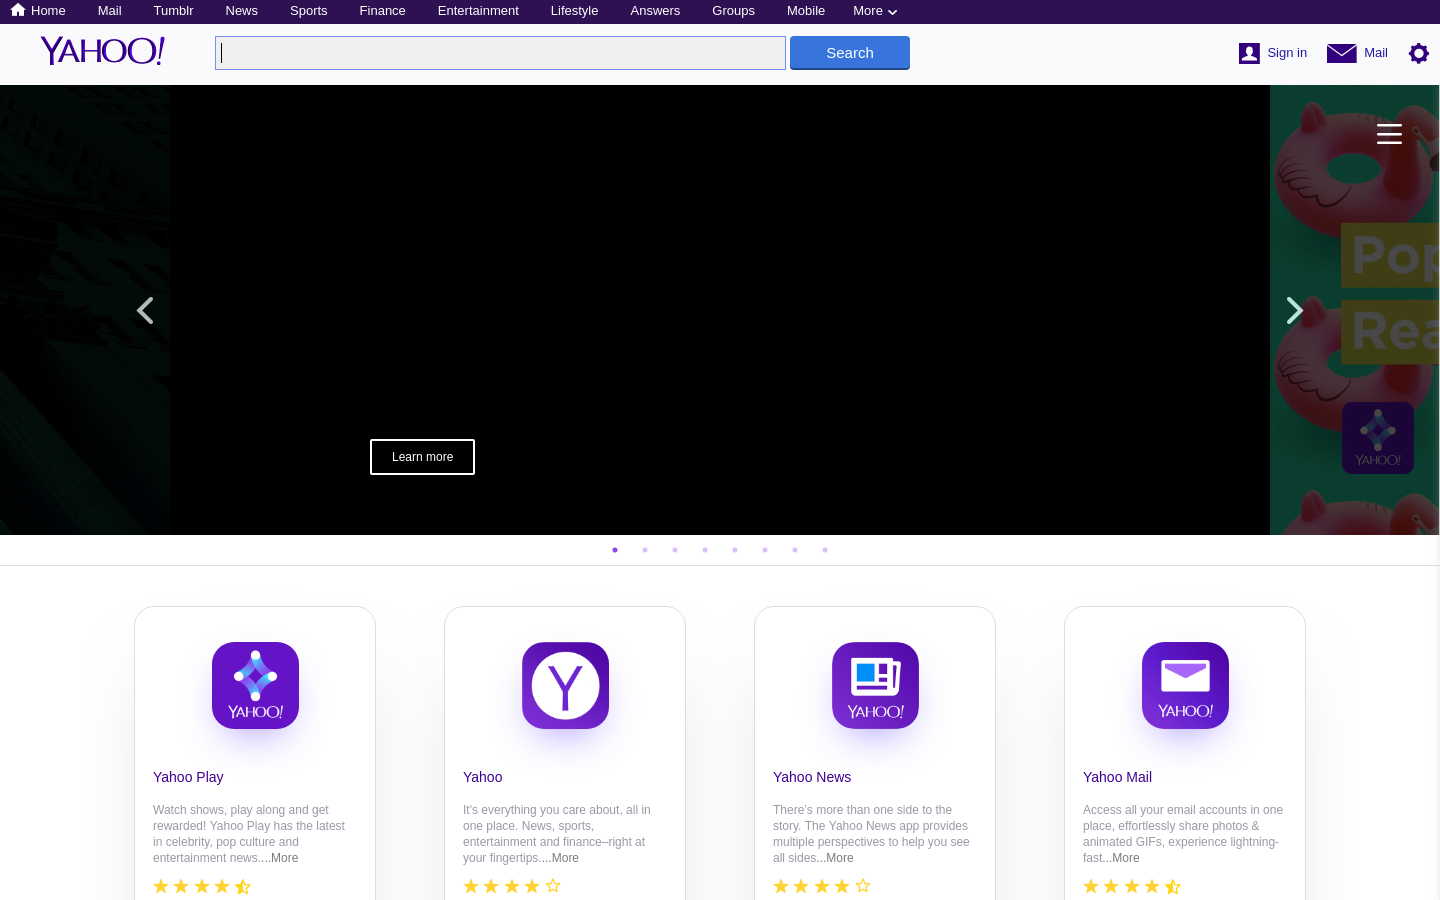 Home Mail Tumblr News Sports Finance Entertainment Lifestyle Answers Groups Mobile More
YAHOO! Search Sign in Mail
Pop
Rea
YAHOO!
Learn more
YAHOO! Y YAHOO! YAHOO!
Yahoo Play
Watch shows, play along and get
rewarded! Yahoo Play has the latest
in celebrity, pop culture and
entertainment news....More
Yahoo
It's everything you care about, all in
one place. News, sports,
entertainment and finance–right at
your fingertips....More
Yahoo News
There's more than one side to the
story. The Yahoo News app provides
multiple perspectives to help you see
all sides...More
Yahoo Mail
Access all your email accounts in one
place, effortlessly share photos &
animated GIFs, experience lightning-
fast...More